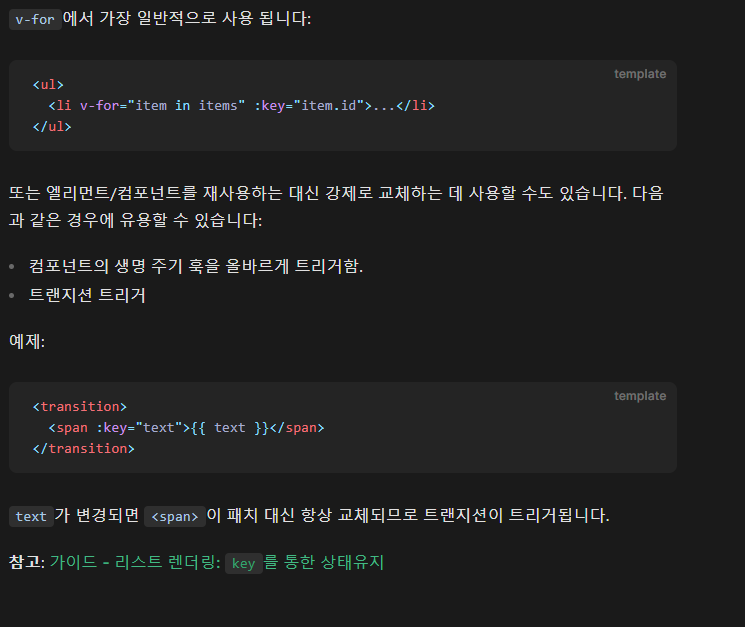 v-for 에서 가장 일반적으로 사용 됩니다:
template
<ul>
  <li v-for="item in items" :key="item.id">...</li>
</ul>
또는 엘리먼트/컴포넌트를 재사용하는 대신 강제로 교체하는 데 사용할 수도 있습니다. 다음
과 같은 경우에 유용할 수 있습니다:
• 컴포넌트의 생명 주기 훅을 올바르게 트리거함.
• 트랜지션 트리거
예제:
template
<transition>
  <span :key="text">{{ text }}</span>
</transition>
text 가 변경되면 <span> 이 패치 대신 항상 교체되므로 트랜지션이 트리거됩니다.
참고: 가이드 - 리스트 렌더링: key 를 통한 상태유지